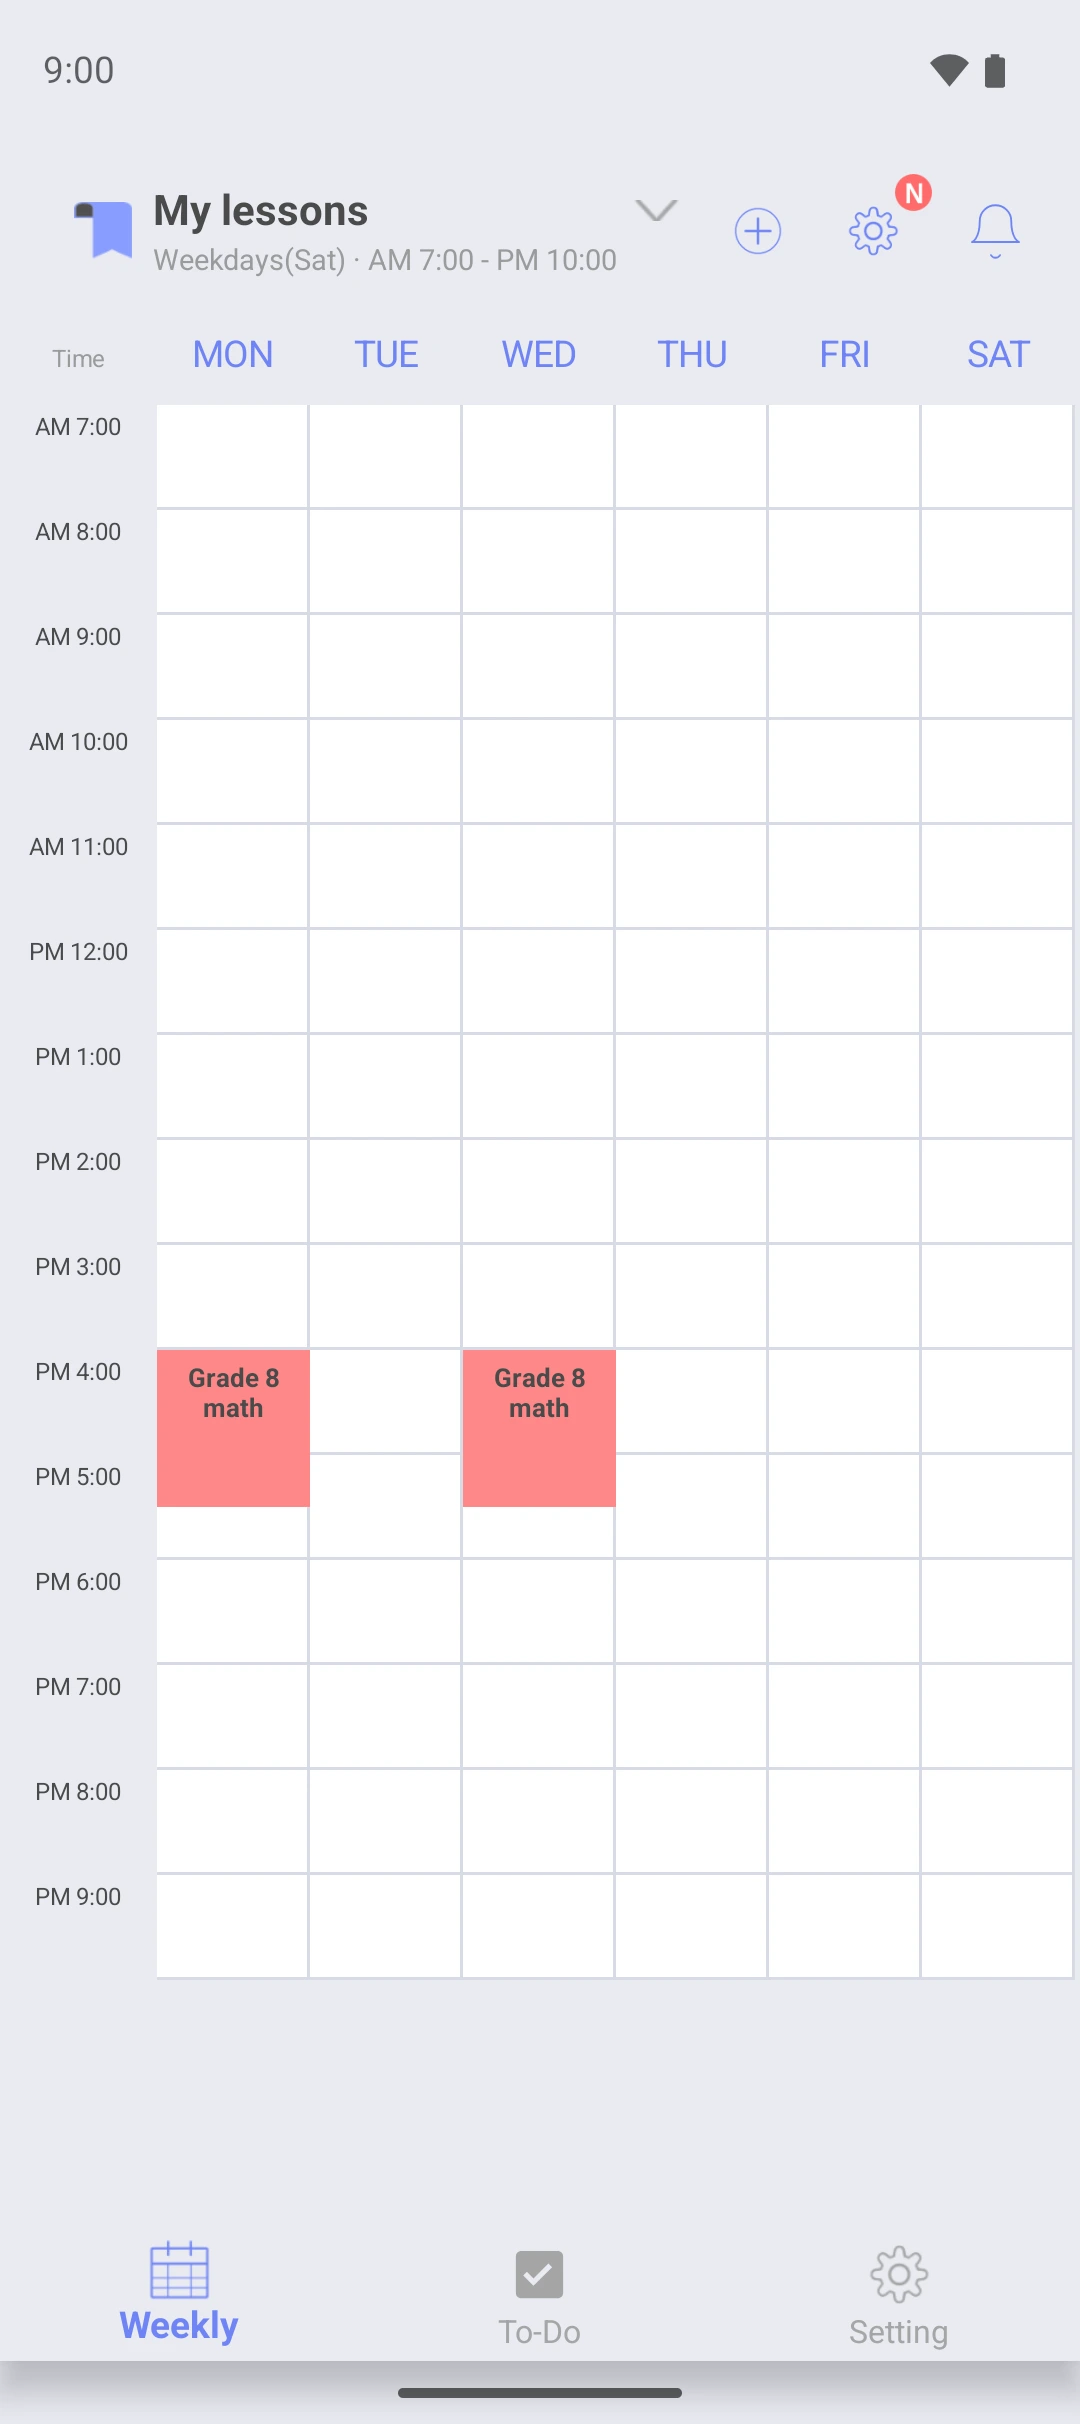 9:00
My lessons
N
Weekdays(Sat) · AM 7:00 - PM 10:00
Time MON TUE WED THU FRI SAT
AM 7:00
AM 8:00
AM 9:00
AM 10:00
AM 11:00
PM 12:00
PM 1:00
PM 2:00
PM 3:00
PM 4:00
Grade 8
math
Grade 8
math
PM 5:00
PM 6:00
PM 7:00
PM 8:00
PM 9:00
Weekly
To-Do
Setting